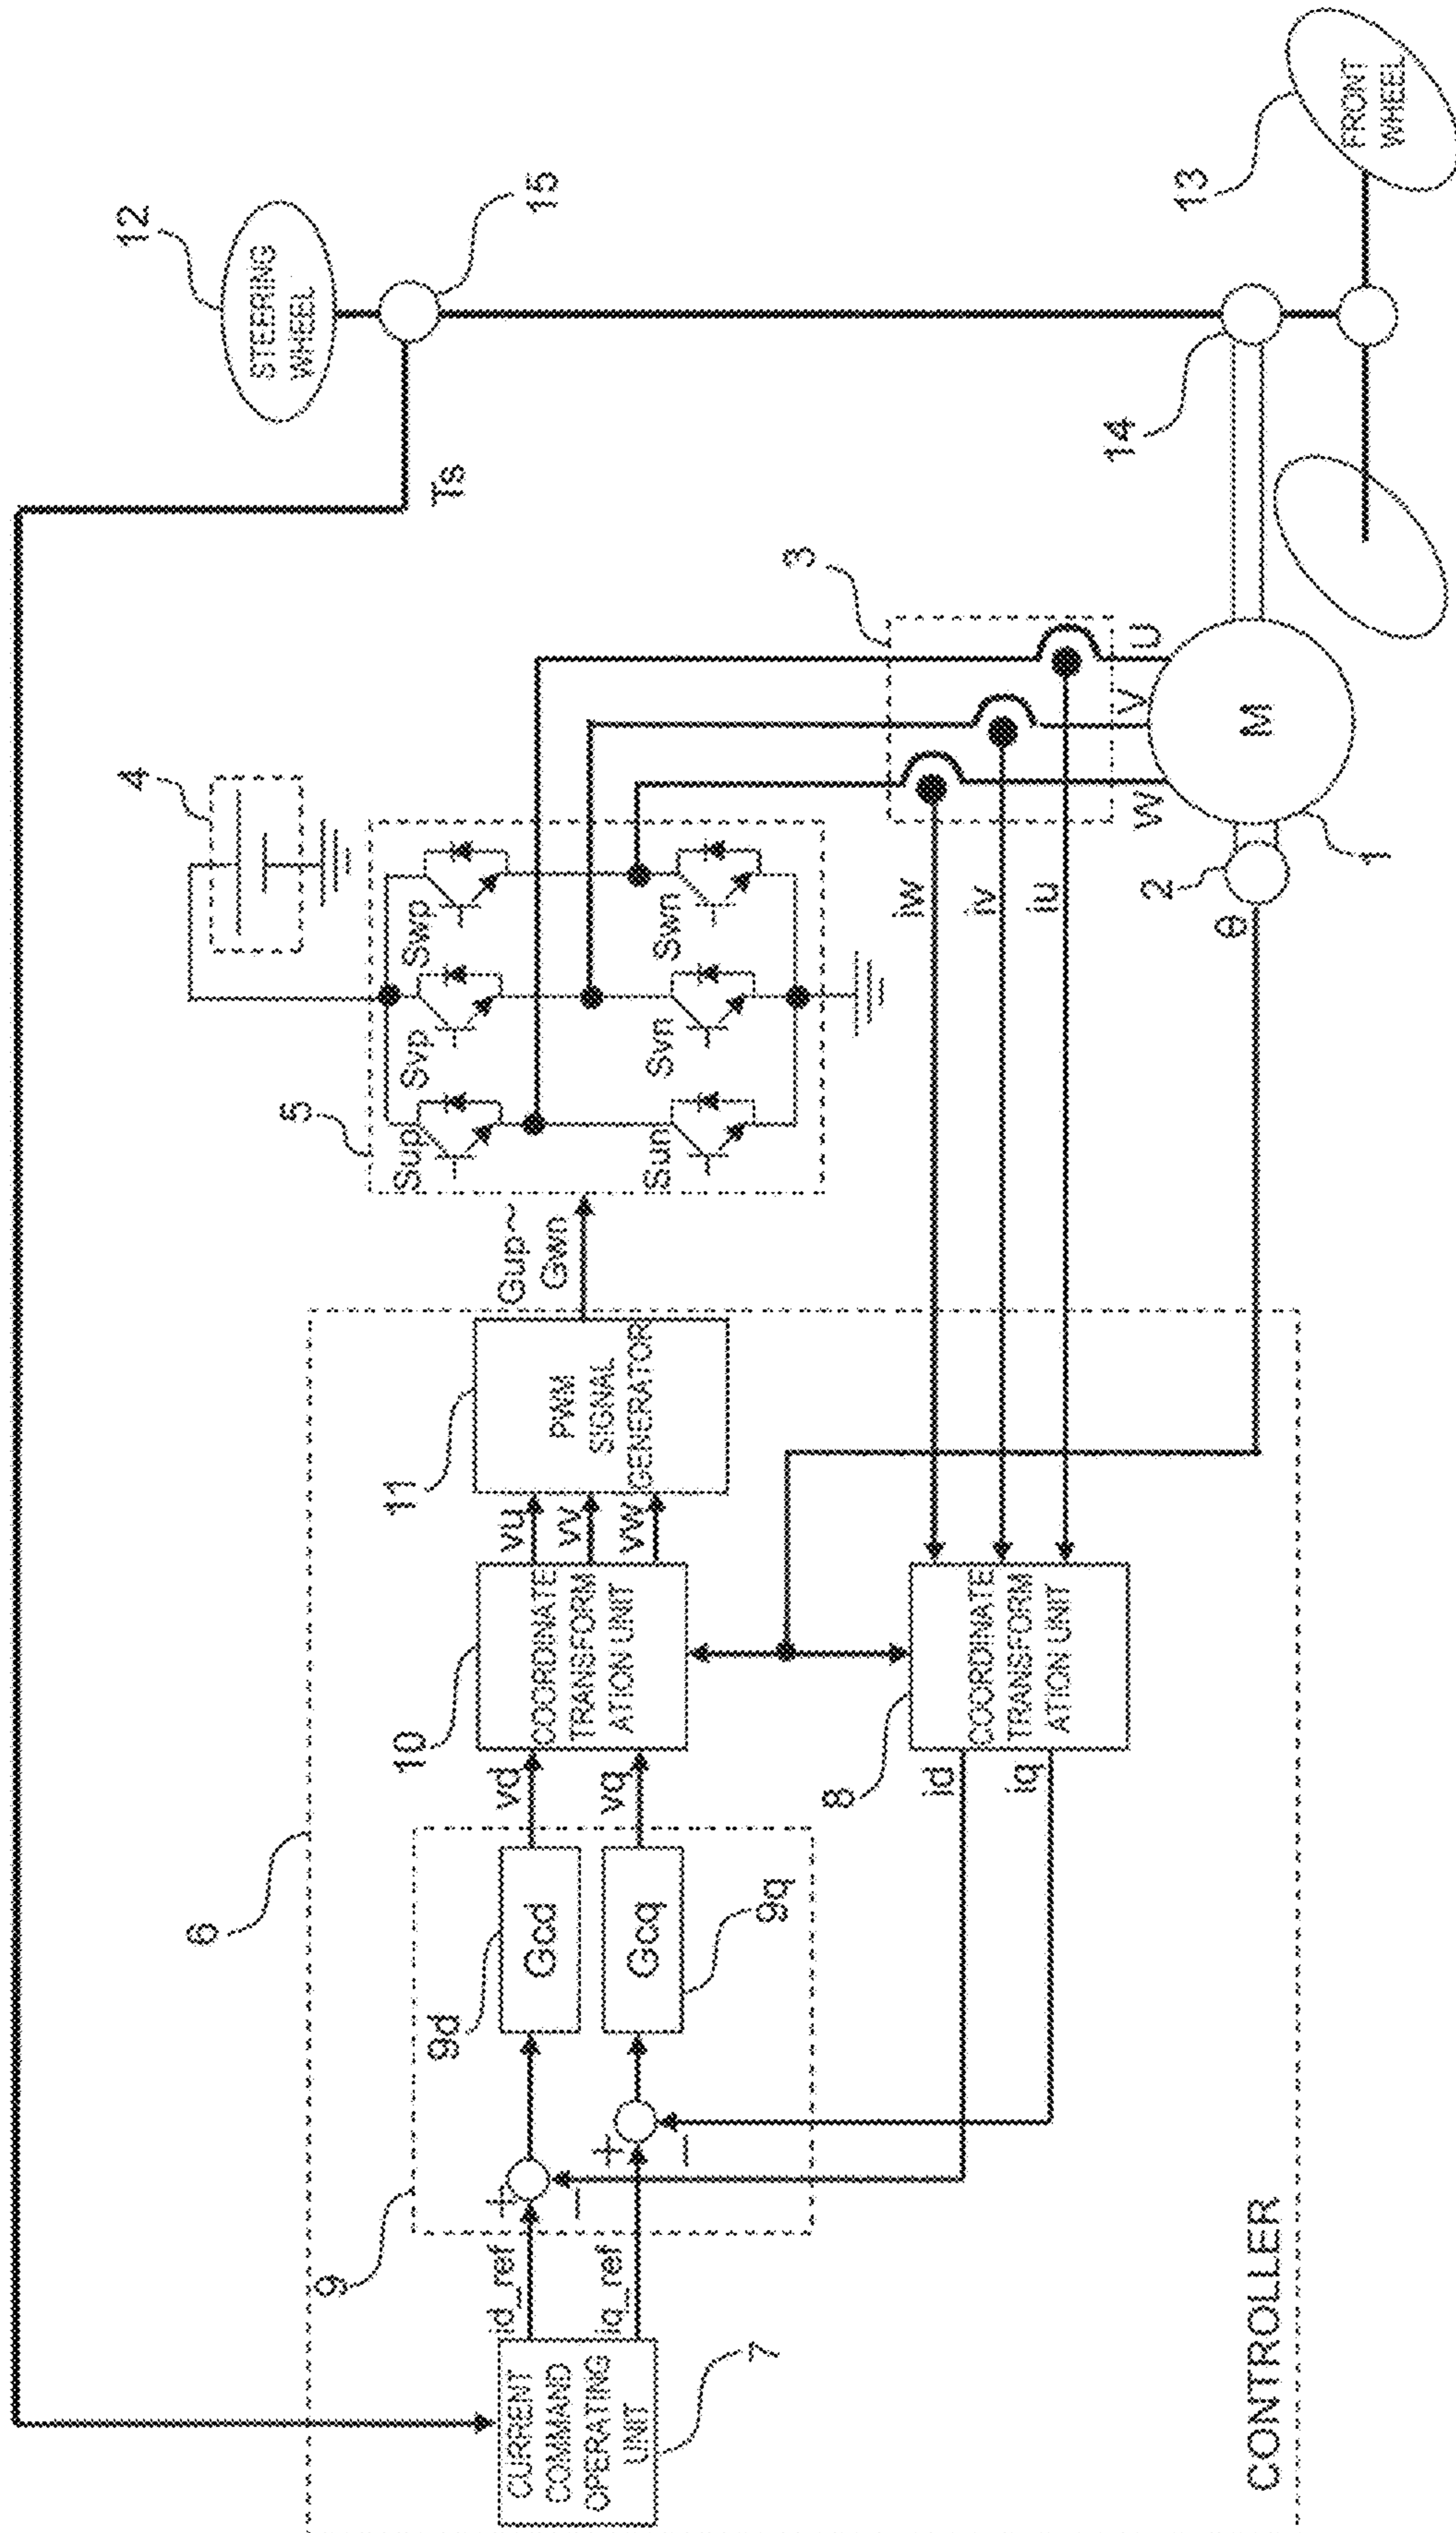 12
STEERING
WHEEL
15
Ts
4
3
FRONT
WHEEL
13
14
5
Sup
Svp
Swp
Sun
Svn
Swn
U
V
W
M
1
2
θ
iw
iv
iu
Gup~
Gwn
6
11
PWM
SIGNAL
GENERATOR
vu
vv
vw
10
COORDINATE
TRANSFORM
ATION UNIT
8
COORDINATE
TRANSFORM
ATION UNIT
vd
vq
id
iq
9
9d
Gcd
Gcq
9q
+
−
+
−
id_ref
iq_ref
CURRENT
COMMAND
OPERATING
UNIT
7
CONTROLLER